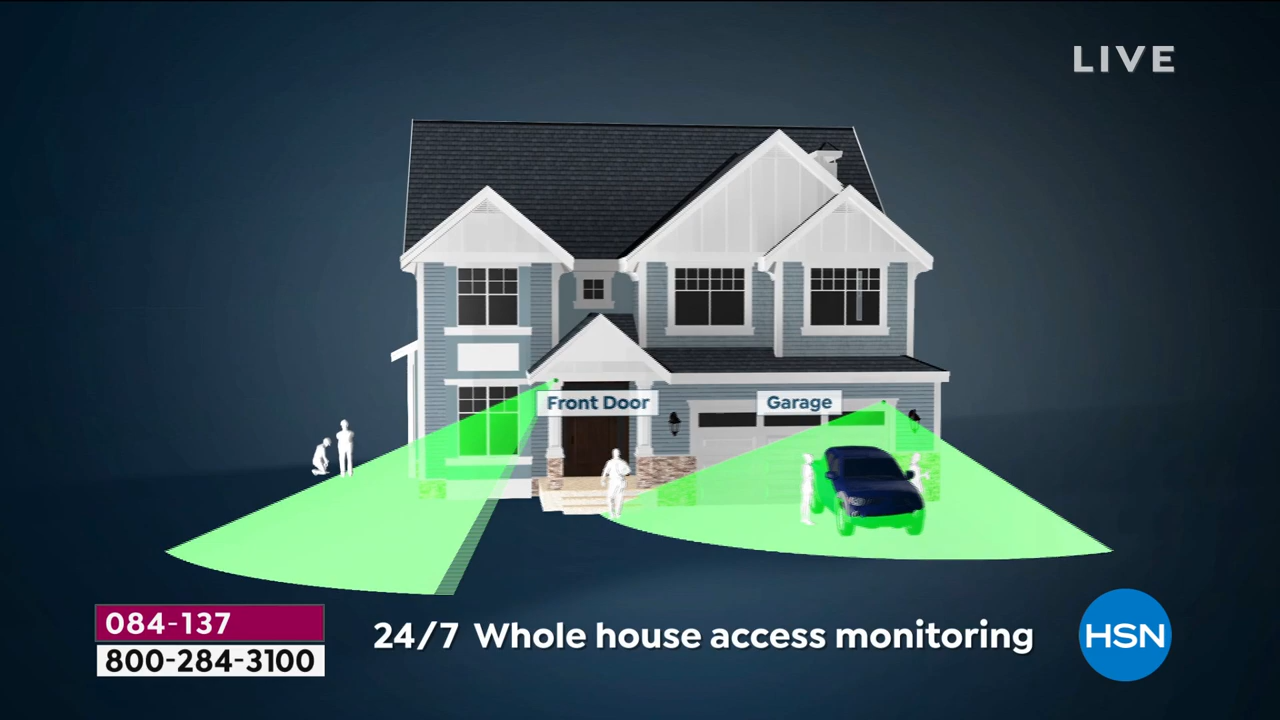 LIVE
Front Door
Garage
084-137
800-284-3100
24/7 Whole house access monitoring
HSN